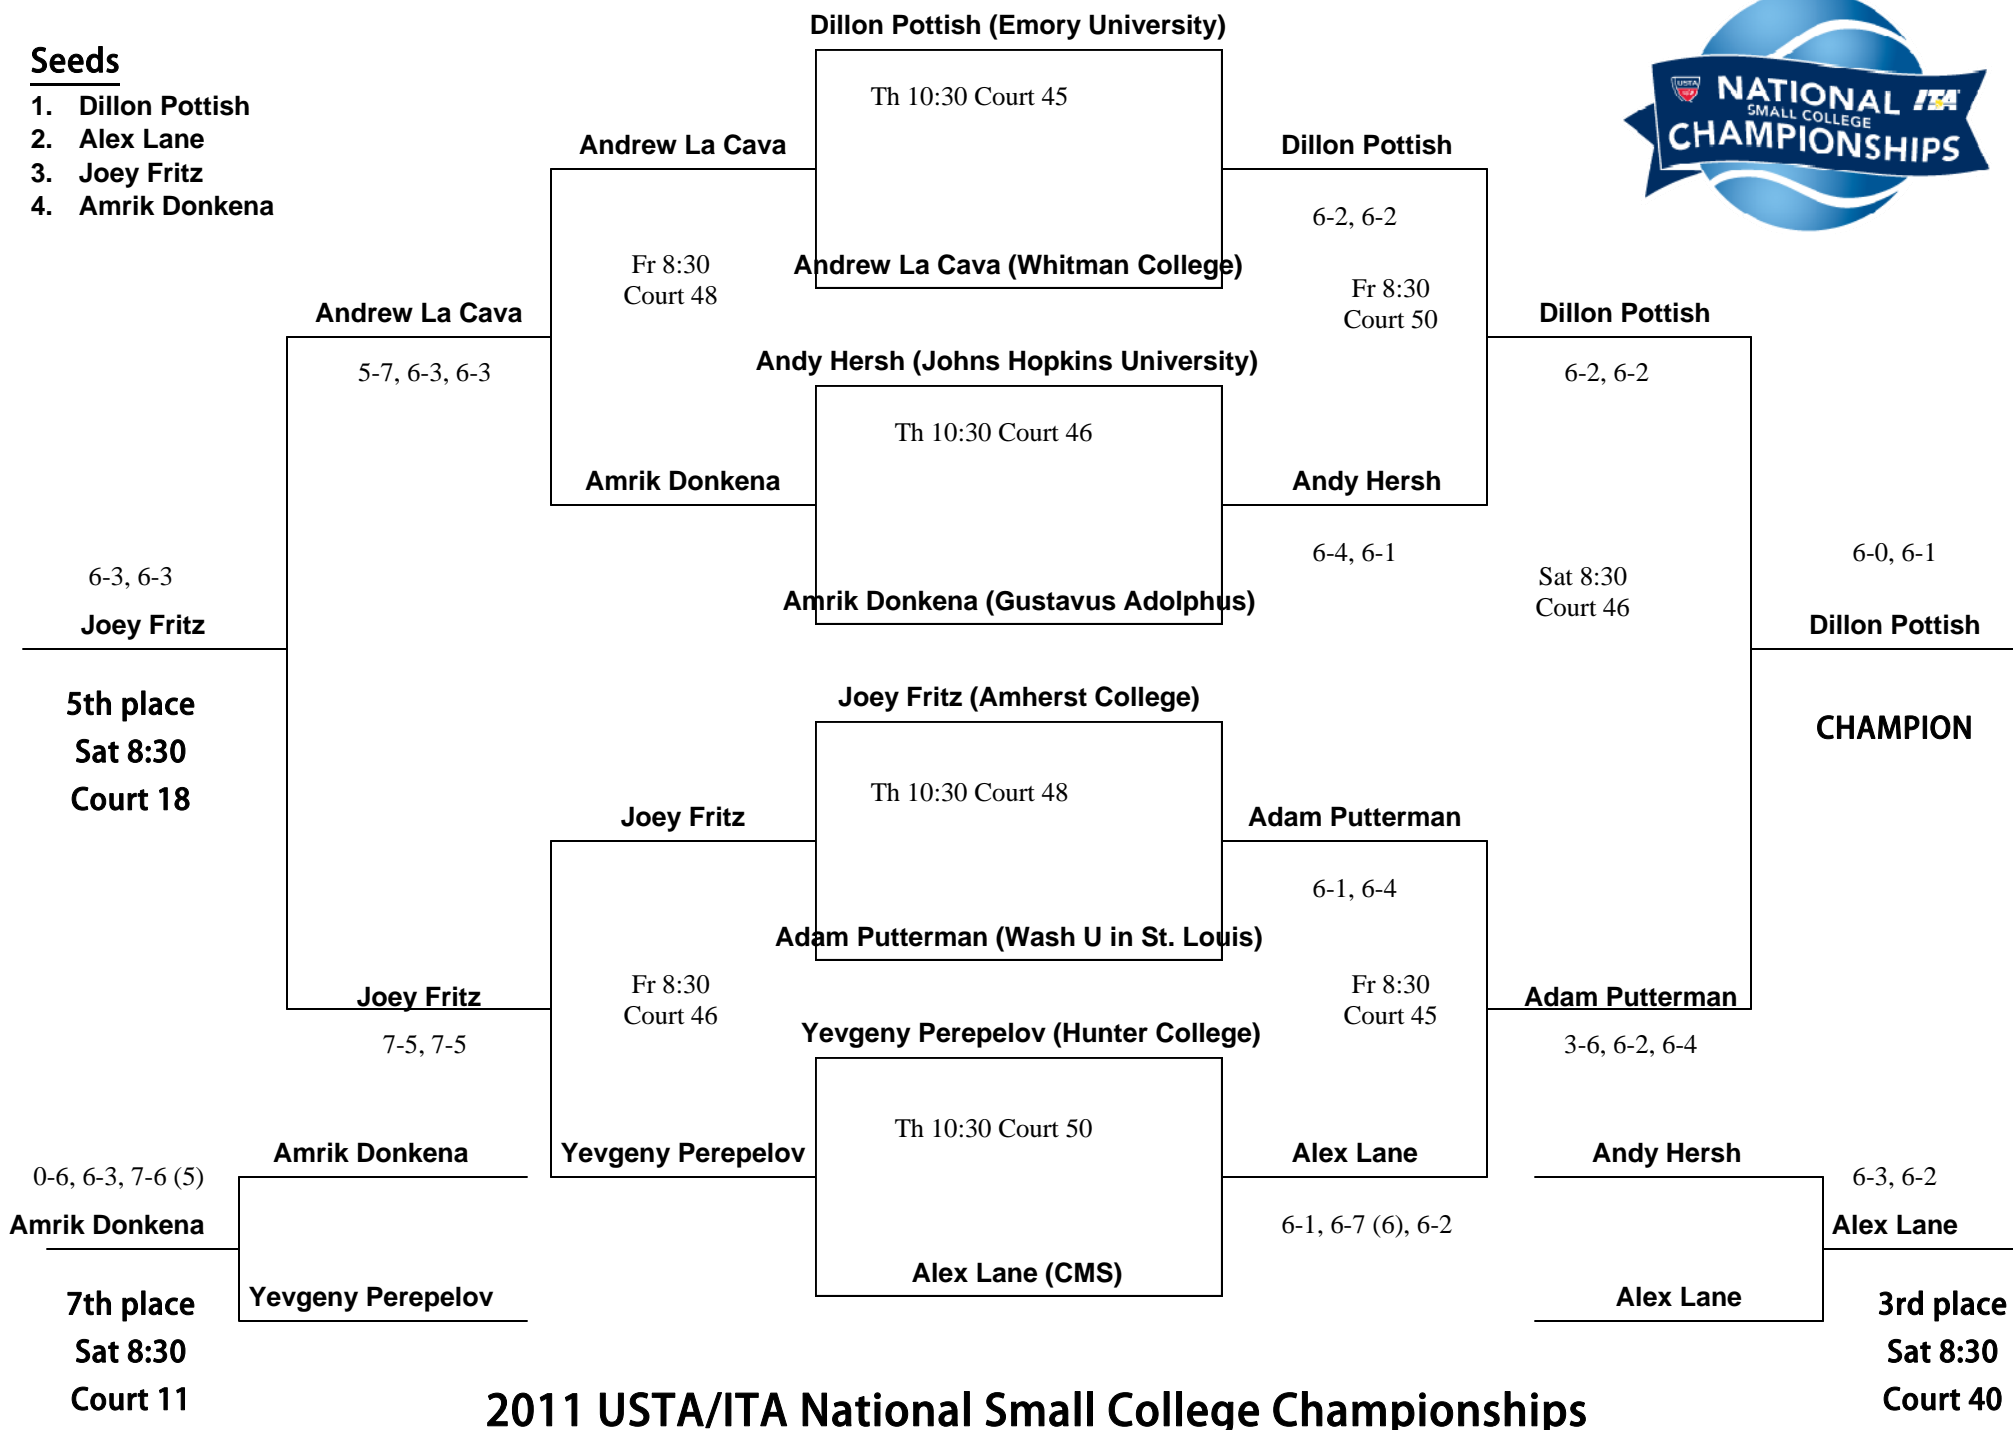 Dillon Pottish (Emory University)
Seeds
1. Dillon Pottish
2. Alex Lane
3. Joey Fritz
4. Amrik Donkena
USTA
NATIONAL ITA
SMALL COLLEGE
CHAMPIONSHIPS
Th 10:30 Court 45
Andrew La Cava
Dillon Pottish
6-2, 6-2
Fr 8:30
Court 48
Andrew La Cava (Whitman College)
Fr 8:30
Court 50
Andrew La Cava
Dillon Pottish
5-7, 6-3, 6-3
Andy Hersh (Johns Hopkins University)
6-2, 6-2
Th 10:30 Court 46
Amrik Donkena
Andy Hersh
6-3, 6-3
6-4, 6-1
6-0, 6-1
Sat 8:30
Court 46
Joey Fritz
Amrik Donkena (Gustavus Adolphus)
Dillon Pottish
5th place
Sat 8:30
Court 18
Joey Fritz (Amherst College)
CHAMPION
Th 10:30 Court 48
Joey Fritz
Adam Putterman
6-1, 6-4
Adam Putterman (Wash U in St. Louis)
Fr 8:30
Court 46
Fr 8:30
Court 45
Joey Fritz
Adam Putterman
7-5, 7-5
Yevgeny Perepelov (Hunter College)
3-6, 6-2, 6-4
Th 10:30 Court 50
Amrik Donkena
Yevgeny Perepelov
Alex Lane
Andy Hersh
0-6, 6-3, 7-6 (5)
6-3, 6-2
Amrik Donkena
6-1, 6-7 (6), 6-2
Alex Lane
Alex Lane (CMS)
Yevgeny Perepelov
Alex Lane
7th place
Sat 8:30
Court 11
3rd place
Sat 8:30
Court 40
2011 USTA/ITA National Small College Championships